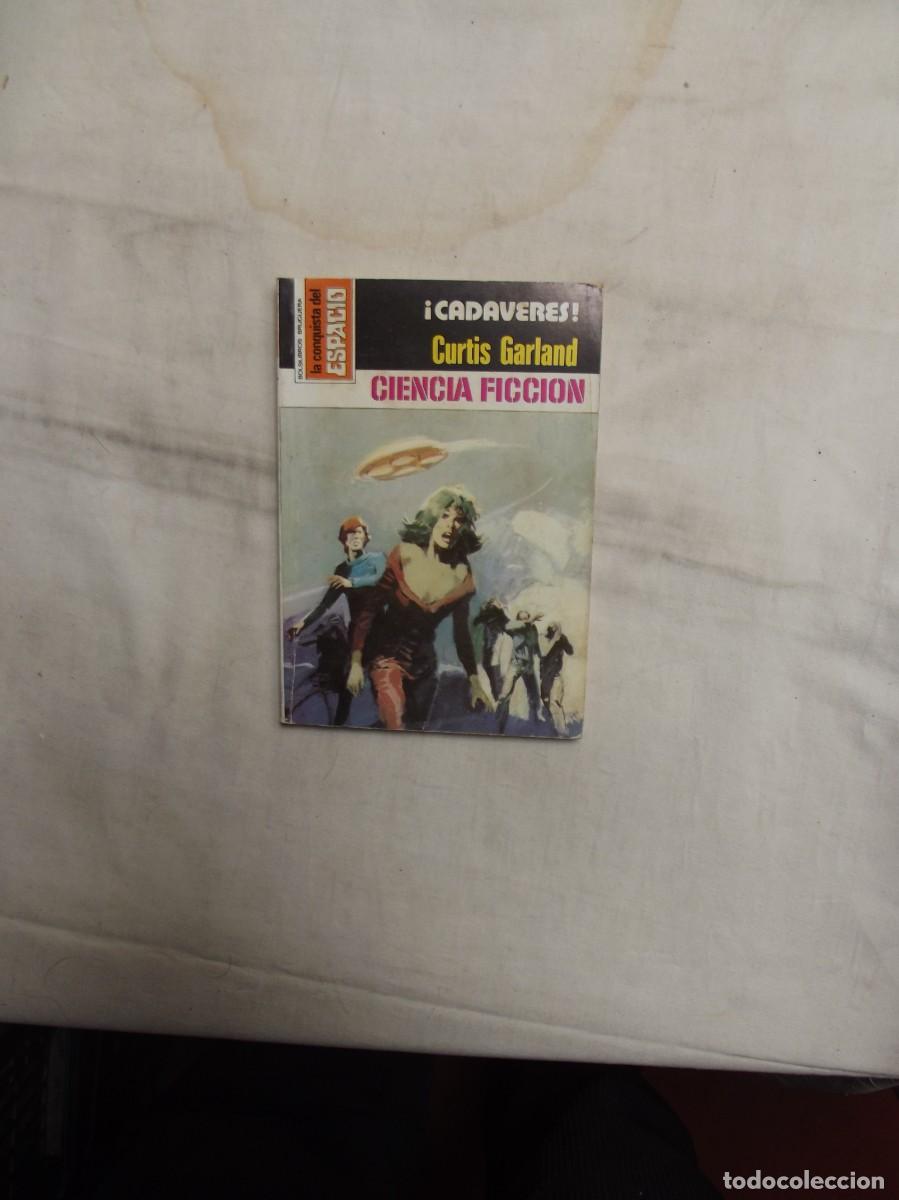 BOLSILIBROS BRUGUERA
la conquista del
ESPACIO
¡CADAVERES!
Curtis Garland
CIENCIA FICCION
todocoleccion